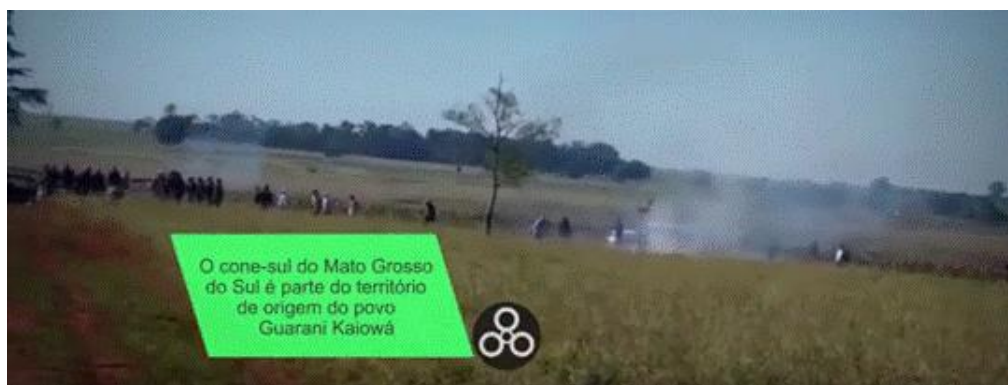 O cone-sul do Mato Grosso
do Sul é parte do território
de origem do povo
Guarani Kaiowá